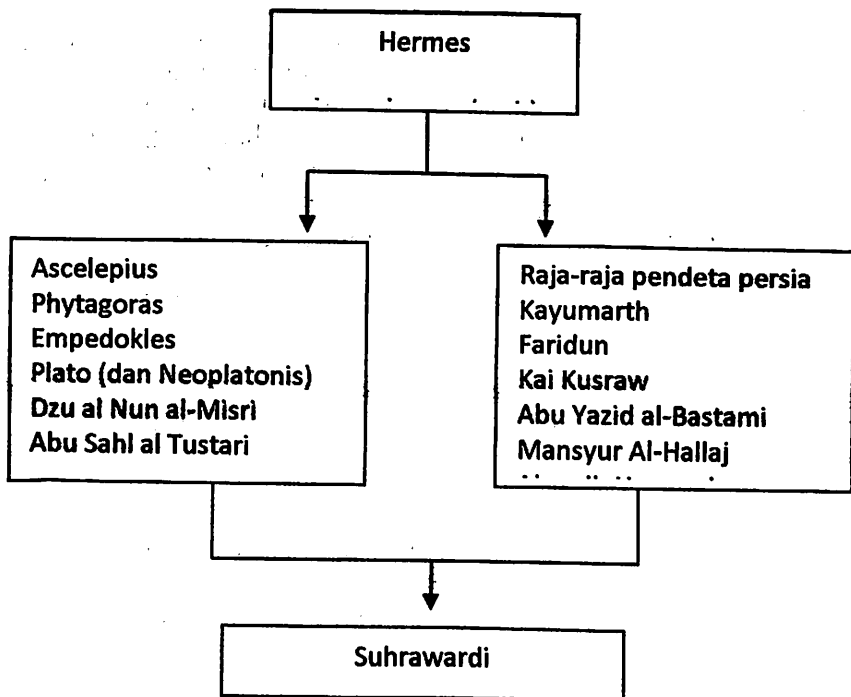 Hermes
Ascelepius
Phytagoras
Empedokles
Plato (dan Neoplatonis)
Dzu al Nun al-Misri
Abu Sahl al Tustari
Raja-raja pendeta persia
Kayumarth
Faridun
Kai Kusraw
Abu Yazid al-Bastami
Mansyur Al-Hallaj
Suhrawardi